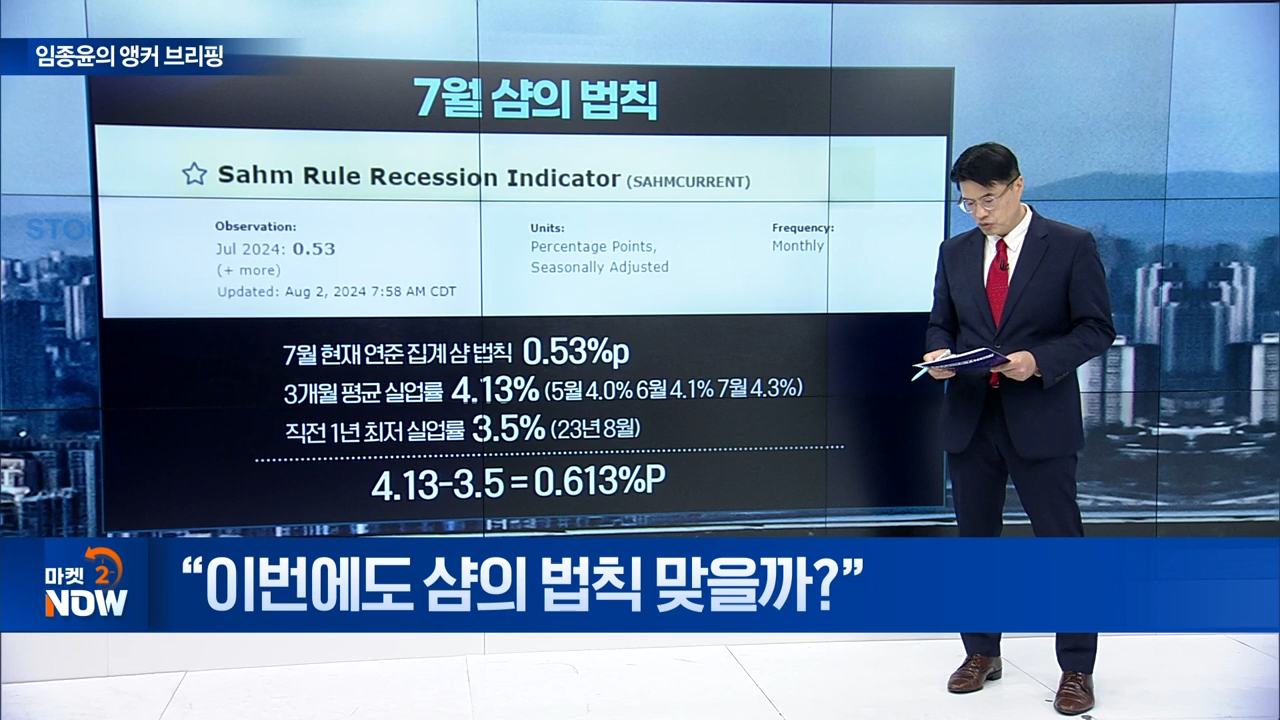 임종윤의 앵커 브리핑
7월 샴의 법칙
Sahm Rule Recession Indicator (SAHMCURRENT)
Observation:
Jul 2024: 0.53
(+ more)
Updated: Aug 2, 2024 7:58 AM CDT
Units:
Percentage Points,
Seasonally Adjusted
Frequency:
Monthly
STO
7월 현재 연준 집계 샴 법칙 0.53%p
3개월 평균 실업률 4.13% (5월 4.0% 6월 4.1% 7월 4.3%)
직전 1년 최저 실업률 3.5% (23년 8월)
4.13-3.5 = 0.613%P
마켓 2
NOW
“이번에도 샴의 법칙 맞을까?”